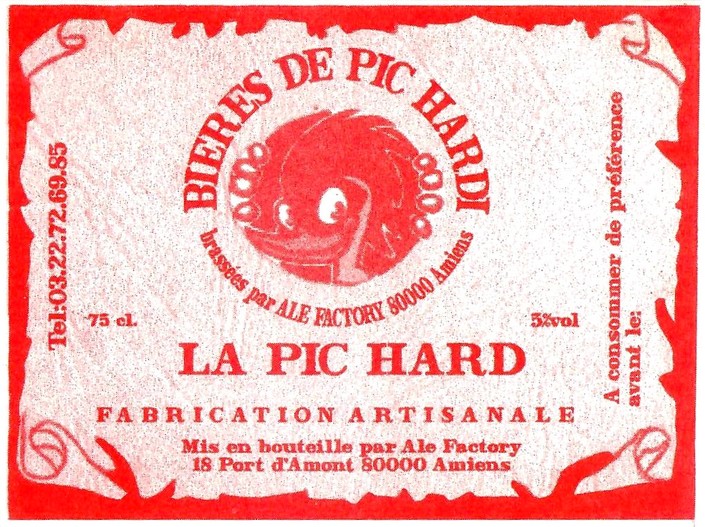 BIERES DE PIC HARDI
brassées par ALE FACTORY 80000 Amiens
Tel:03.22.72.69.85
A consommer de préférence
avant le:
75 cl.
5%vol
LA PIC HARD
FABRICATION ARTISANALE
Mis en bouteille par Ale Factory
18 Port d'Amont 80000 Amiens